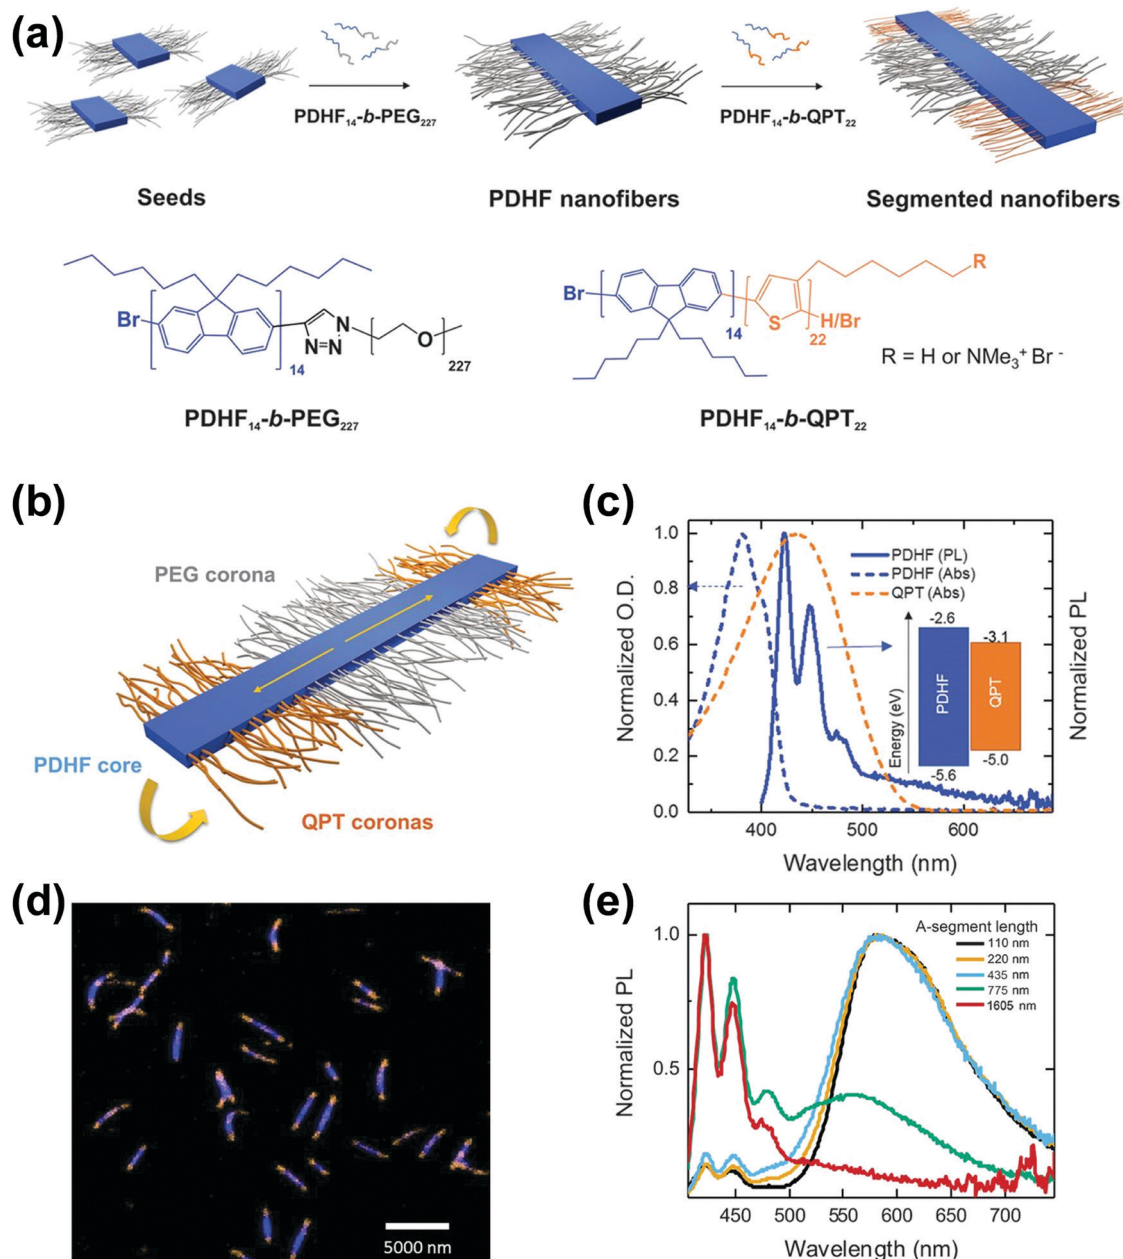 (a)
PDHF₁₄-b-PEG₂₂₇
PDHF₁₄-b-QPT₂₂
Seeds
PDHF nanofibers
Segmented nanofibers
Br
14
N=N
N
O
227
PDHF₁₄-b-PEG₂₂₇
Br
14
S
22
H/Br
R
R = H or NMe₃⁺ Br⁻
PDHF₁₄-b-QPT₂₂
(b)
PEG corona
PDHF core
QPT coronas
(c)
Normalized O.D.
1.0
0.8
0.6
0.4
0.2
0.0
400
500
600
Wavelength (nm)
PDHF (PL)
PDHF (Abs)
QPT (Abs)
Energy (eV)
-2.6
-3.1
PDHF
QPT
-5.6
-5.0
Normalized PL
(d)
5000 nm
(e)
Normalized PL
1.0
0.5
450
500
550
600
650
700
Wavelength (nm)
A-segment length
110 nm
220 nm
435 nm
775 nm
1605 nm